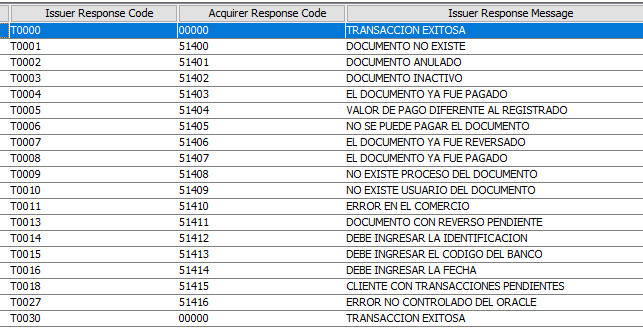 Issuer Response Code Acquirer Response Code Issuer Response Message
T0000 00000 TRANSACCION EXITOSA
T0001 51400 DOCUMENTO NO EXISTE
T0002 51401 DOCUMENTO ANULADO
T0003 51402 DOCUMENTO INACTIVO
T0004 51403 EL DOCUMENTO YA FUE PAGADO
T0005 51404 VALOR DE PAGO DIFERENTE AL REGISTRADO
T0006 51405 NO SE PUEDE PAGAR EL DOCUMENTO
T0007 51406 EL DOCUMENTO YA FUE REVERSADO
T0008 51407 EL DOCUMENTO YA FUE PAGADO
T0009 51408 NO EXISTE PROCESO DEL DOCUMENTO
T0010 51409 NO EXISTE USUARIO DEL DOCUMENTO
T0011 51410 ERROR EN EL COMERCIO
T0013 51411 DOCUMENTO CON REVERSO PENDIENTE
T0014 51412 DEBE INGRESAR LA IDENTIFICACION
T0015 51413 DEBE INGRESAR EL CODIGO DEL BANCO
T0016 51414 DEBE INGRESAR LA FECHA
T0018 51415 CLIENTE CON TRANSACCIONES PENDIENTES
T0027 51416 ERROR NO CONTROLADO DEL ORACLE
T0030 00000 TRANSACCION EXITOSA